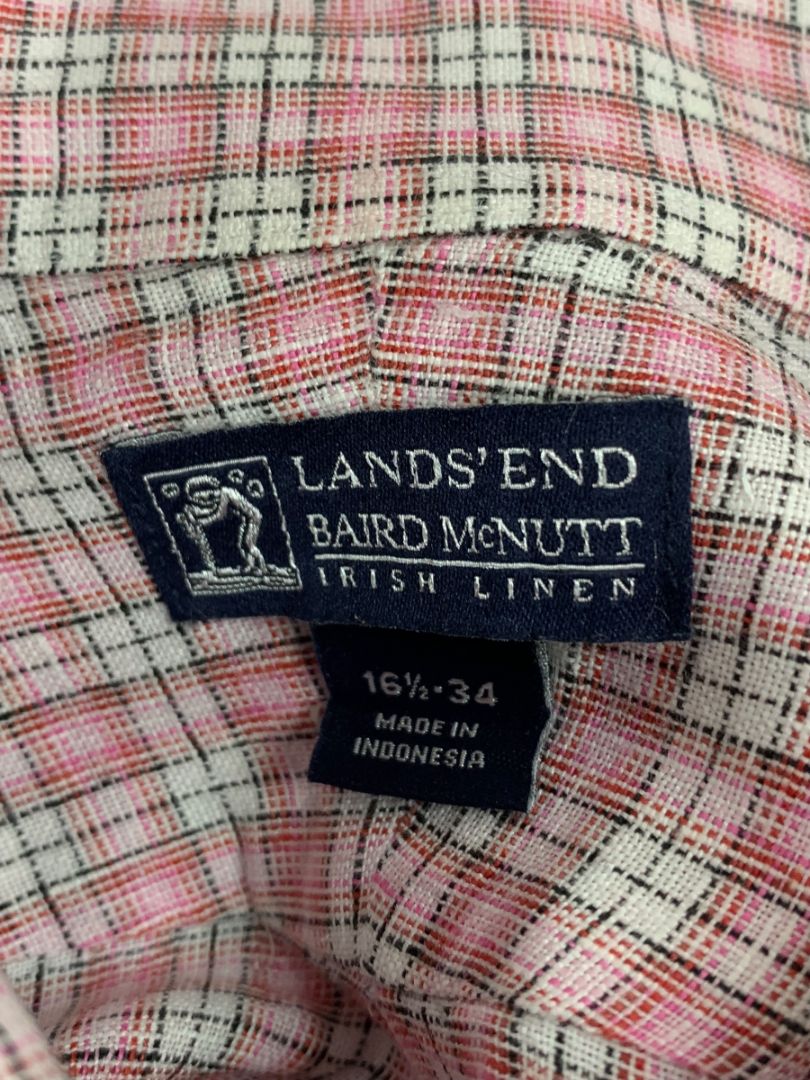 LANDS' END
BAIRD McNUTT
IRISH LINEN
16½·34
MADE IN
INDONESIA